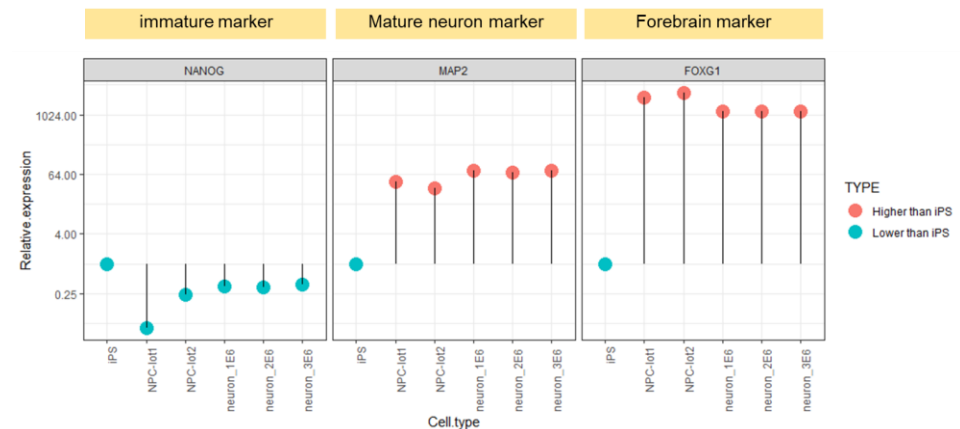 immature marker
Mature neuron marker
Forebrain marker
NANOG
MAP2
FOXG1
1024.00
64.00
4.00
0.25
Relative.expression
iPS
NPC-lot1
NPC-lot2
neuron_1E6
neuron_2E6
neuron_3E6
iPS
NPC-lot1
NPC-lot2
neuron_1E6
neuron_2E6
neuron_3E6
iPS
NPC-lot1
NPC-lot2
neuron_1E6
neuron_2E6
neuron_3E6
Cell.type
TYPE
Higher than iPS
Lower than iPS